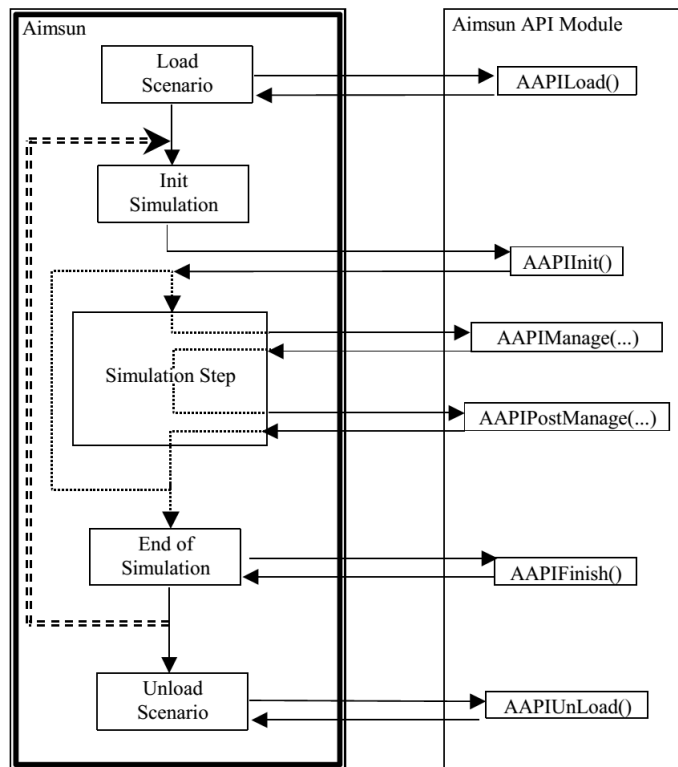 Aimsun
Aimsun API Module
Load
Scenario
AAPILoad()
Init
Simulation
AAPIInit()
Simulation Step
AAPIManage(...)
AAPIPostManage(...)
End of
Simulation
AAPIFinish()
Unload
Scenario
AAPIUnLoad()